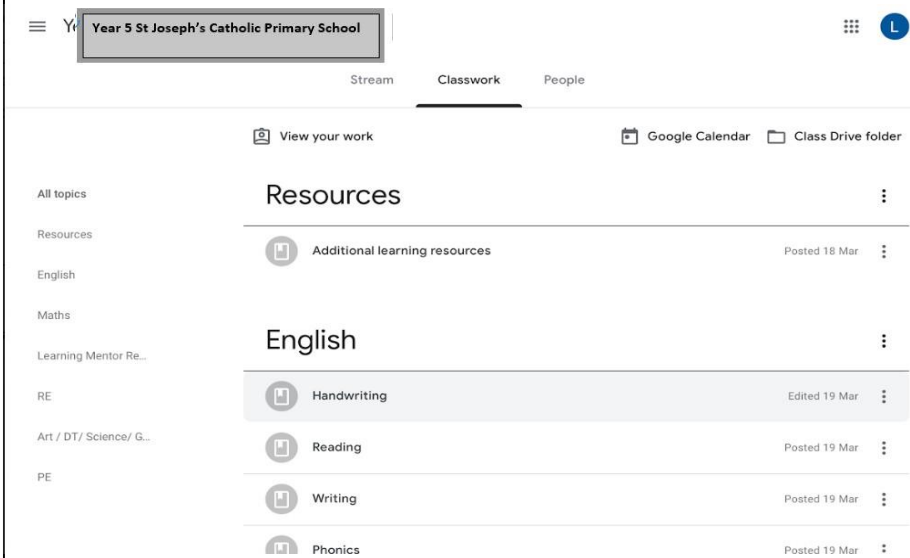 Year 5 St Joseph's Catholic Primary School
L
Stream Classwork People
View your work Google Calendar Class Drive folder
All topics
Resources
English
Maths
Learning Mentor Re...
RE
Art / DT/ Science/ G...
PE
Resources
Additional learning resources Posted 18 Mar
English
Handwriting Edited 19 Mar
Reading Posted 19 Mar
Writing Posted 19 Mar
Phonics Posted 19 Mar